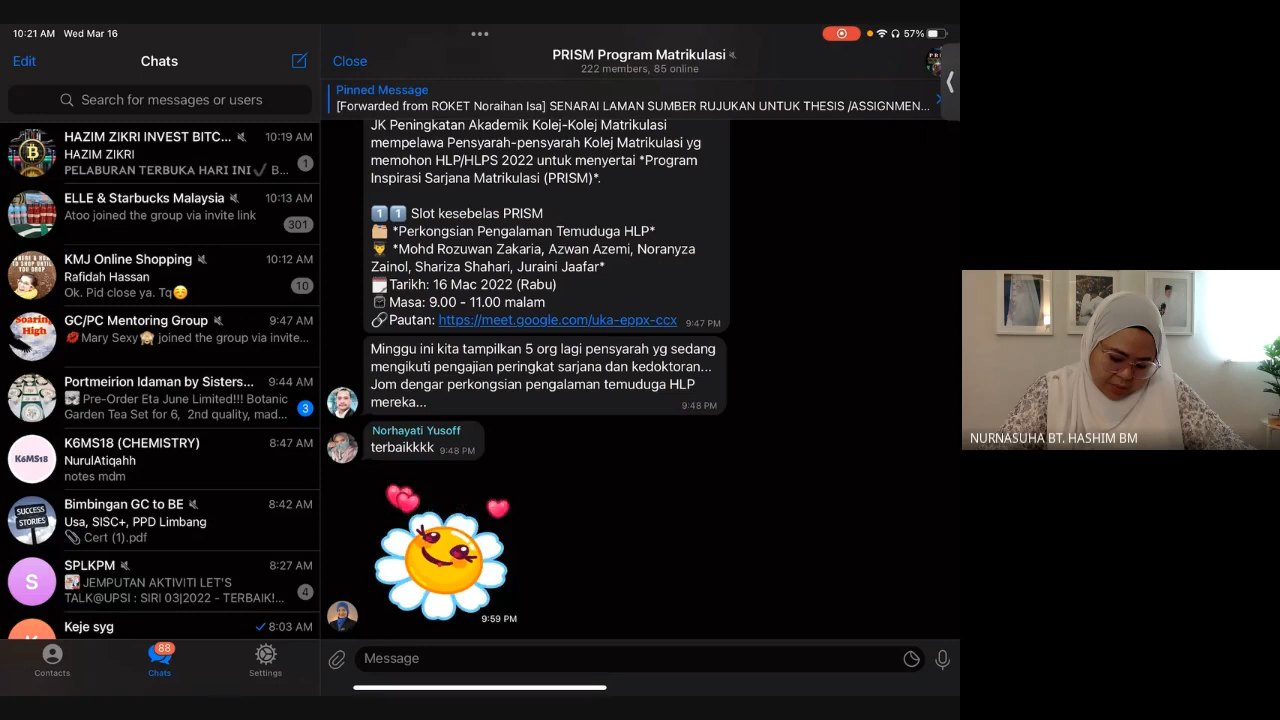 10:21 AM Wed Mar 16
57%
Edit
Chats
Search for messages or users
HAZIM ZIKRI INVEST BITC... 10:19 AM
HAZIM ZIKRI
PELABURAN TERBUKA HARI INI✔️ B... 1
ELLE & Starbucks Malaysia 10:13 AM
Atoo joined the group via invite link 301
KMJ Online Shopping 10:12 AM
Rafidah Hassan
Ok. Pid close ya. Tq☺️ 10
GC/PC Mentoring Group 9:47 AM
💋 Mary Sexy🙈 joined the group via invite...
Soaring High
Portmeirion Idaman by Sisters... 9:44 AM
Pre-Order Eta June Limited!!! Botanic
Garden Tea Set for 6, 2nd quality, mad... 3
K6MS18 (CHEMISTRY) 8:47 AM
K6MS18
NurulAtiqahh
notes mdm
Bimbingan GC to BE 8:42 AM
SUCCESS STORIES
Usa, SISC+, PPD Limbang
📎 Cert (1).pdf
SPLKPM 8:27 AM
S
JEMPUTAN AKTIVITI LET'S
TALK@UPSI : SIRI 03|2022 - TERBAIK!... 4
Keje syg 8:03 AM
88
Contacts
Chats
Settings
Close
PRISM Program Matrikulasi
222 members, 85 online
Pinned Message
[Forwarded from ROKET Noraihan Isa] SENARAI LAMAN SUMBER RUJUKAN UNTUK THESIS /ASSIGNMEN...
JK Peningkatan Akademik Kolej-Kolej Matrikulasi
mempelawa Pensyarah-pensyarah Kolej Matrikulasi yg
memohon HLP/HLPS 2022 untuk menyertai *Program
Inspirasi Sarjana Matrikulasi (PRISM)*.
1️⃣1️⃣ Slot kesebelas PRISM
🗂 *Perkongsian Pengalaman Temuduga HLP*
👨‍🎓 *Mohd Rozuwan Zakaria, Azwan Azemi, Noranyza
Zainol, Shariza Shahari, Juraini Jaafar*
🗓 Tarikh: 16 Mac 2022 (Rabu)
Masa: 9.00 - 11.00 malam
🔗 Pautan: https://meet.google.com/uka-eppx-ccx 9:47 PM
Minggu ini kita tampilkan 5 org lagi pensyarah yg sedang
mengikuti pengajian peringkat sarjana dan kedoktoran...
Jom dengar perkongsian pengalaman temuduga HLP
mereka... 9:48 PM
Norhayati Yusoff
terbaikkkk 9:48 PM
9:59 PM
Message
NURNASUHA BT. HASHIM BM